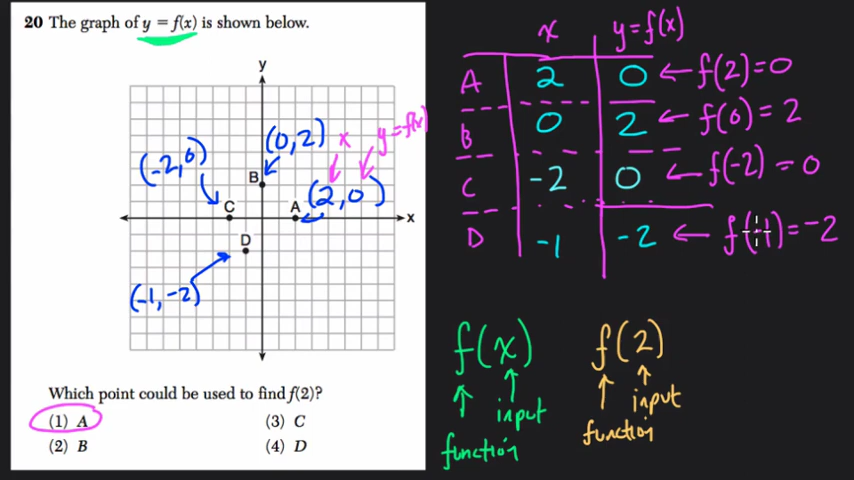 20 The graph of y = f(x) is shown below.
y
x
(-2,0)
(0,2)
x
y=f(x)
B
C
A
(2,0)
D
(-1,-2)
Which point could be used to find f(2)?
(1) A
(3) C
(2) B
(4) D
x y=f(x)
A 2 0 ← f(2)=0
B 0 2 ← f(0)=2
C -2 0 ← f(-2)=0
D -1 -2 ← f(-1)=-2
f(x)
input
function
f(2)
input
function